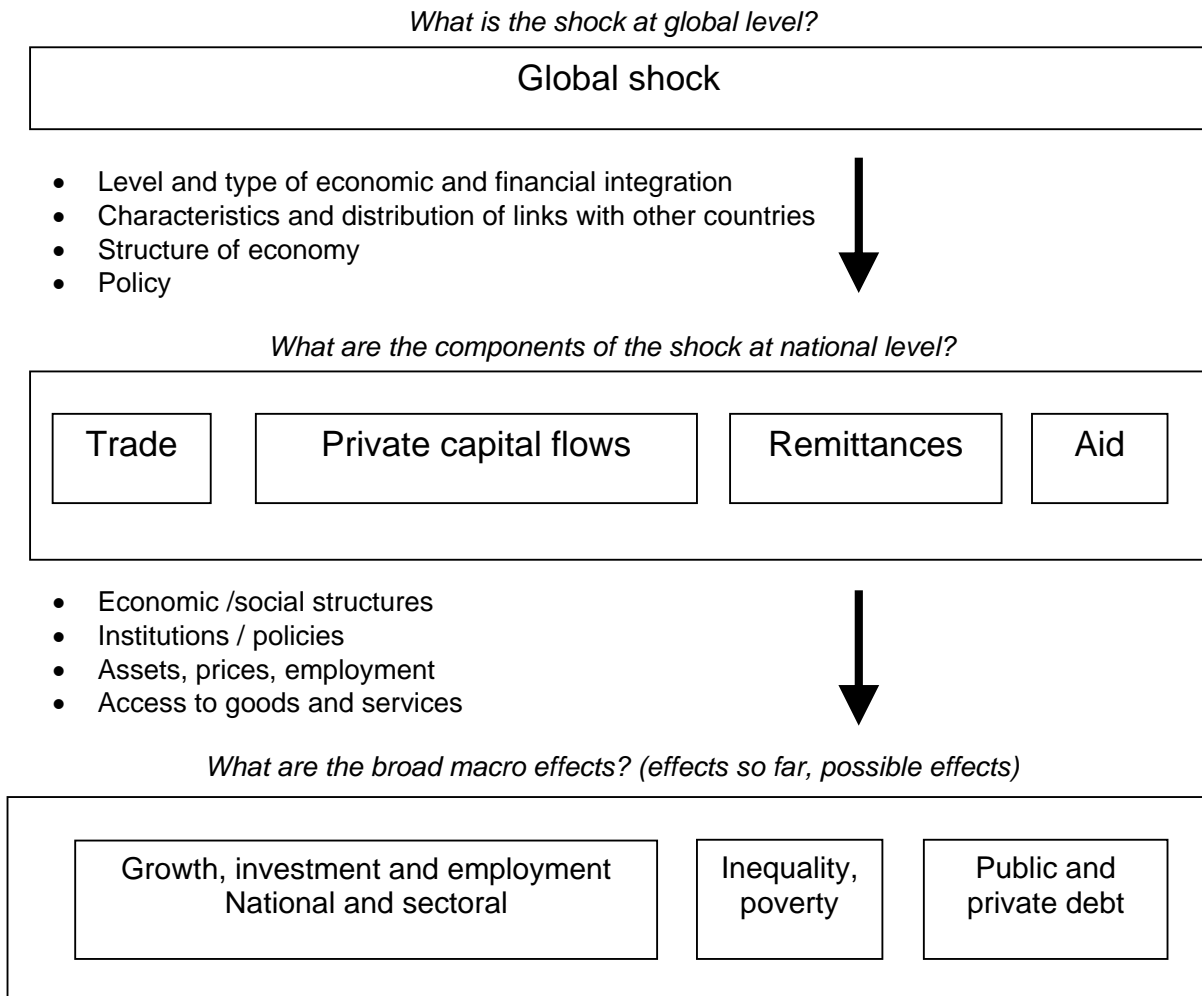 What is the shock at global level?
Global shock
• Level and type of economic and financial integration
• Characteristics and distribution of links with other countries
• Structure of economy
• Policy
What are the components of the shock at national level?
Trade
Private capital flows
Remittances
Aid
• Economic /social structures
• Institutions / policies
• Assets, prices, employment
• Access to goods and services
What are the broad macro effects? (effects so far, possible effects)
Growth, investment and employment
National and sectoral
Inequality,
poverty
Public and
private debt